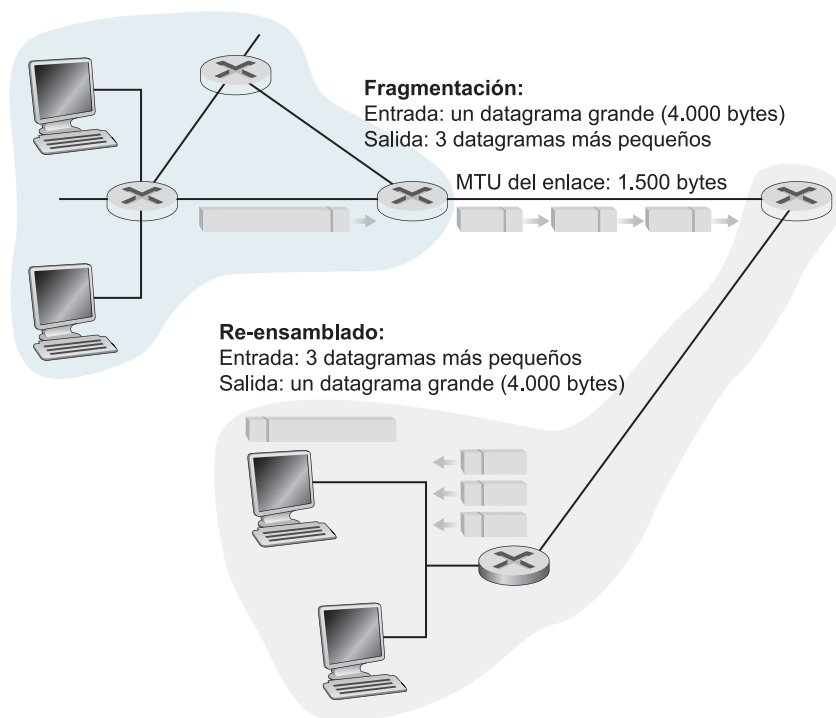 Fragmentación:
Entrada: un datagrama grande (4.000 bytes)
Salida: 3 datagramas más pequeños
MTU del enlace: 1.500 bytes
Re-ensamblado:
Entrada: 3 datagramas más pequeños
Salida: un datagrama grande (4.000 bytes)